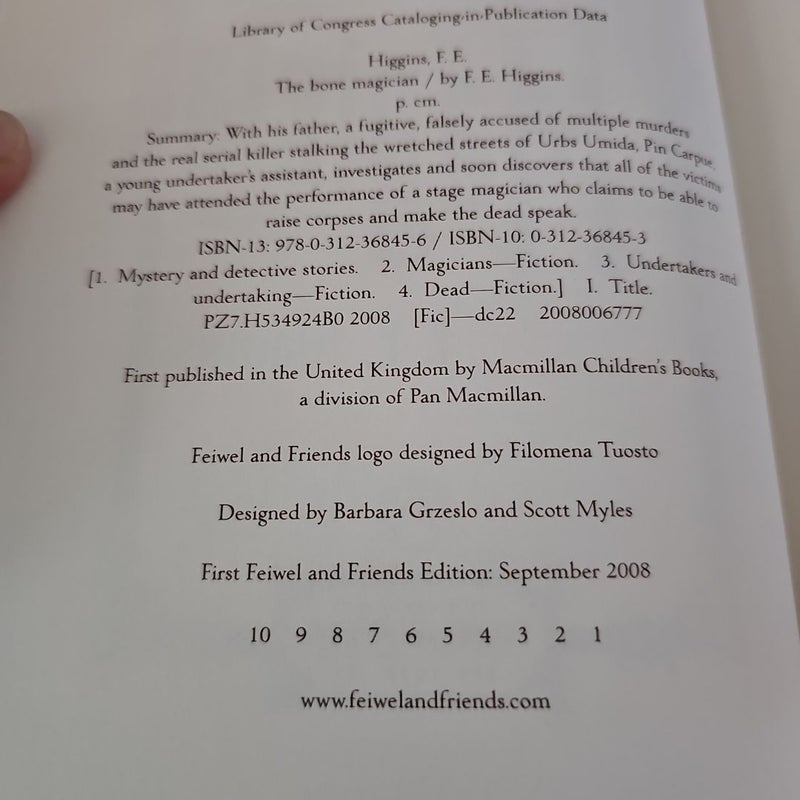 Library of Congress Cataloging-in-Publication Data
Higgins, F. E.
The bone magician / by F. E. Higgins.
p. cm.
Summary: With his father, a fugitive, falsely accused of multiple murders
and the real serial killer stalking the wretched streets of Urbs Umida, Pin Carpue,
a young undertaker's assistant, investigates and soon discovers that all of the victims
may have attended the performance of a stage magician who claims to be able to
raise corpses and make the dead speak.
ISBN-13: 978-0-312-36845-6 / ISBN-10: 0-312-36845-3
[1. Mystery and detective stories. 2. Magicians—Fiction. 3. Undertakers and
undertaking—Fiction. 4. Dead—Fiction.] I. Title.
PZ7.H534924B0 2008 [Fic]—dc22 2008006777
First published in the United Kingdom by Macmillan Children's Books,
a division of Pan Macmillan.
Feiwel and Friends logo designed by Filomena Tuosto
Designed by Barbara Grzeslo and Scott Myles
First Feiwel and Friends Edition: September 2008
10 9 8 7 6 5 4 3 2 1
www.feiwelandfriends.com